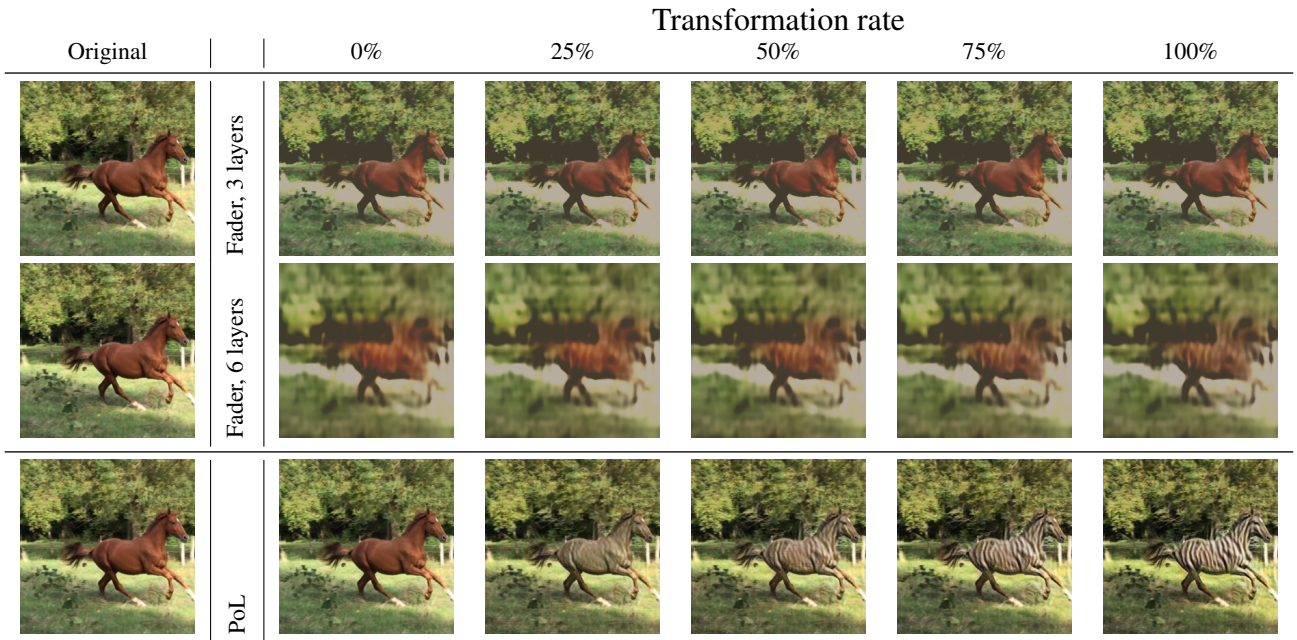 Transformation rate
Original 0% 25% 50% 75% 100%
Fader, 3 layers
Fader, 6 layers
PoL